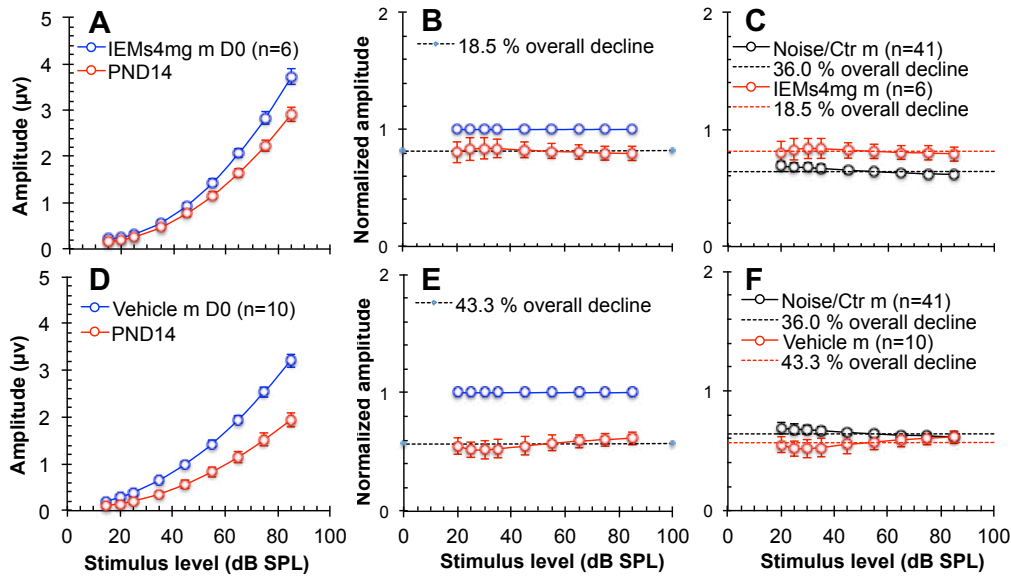 A
IEMs4mg m D0 (n=6)
PND14
Amplitude (µv)
5
4
3
2
1
0
B
18.5 % overall decline
Normalized amplitude
2
1
0
C
Noise/Ctr m (n=41)
36.0 % overall decline
IEMs4mg m (n=6)
18.5 % overall decline
2
1
0
D
Vehicle m D0 (n=10)
PND14
Amplitude (µv)
5
4
3
2
1
0
0 20 40 60 80 100
Stimulus level (dB SPL)
E
43.3 % overall decline
Normalized amplitude
2
1
0
0 20 40 60 80 100
Stimulus level (dB SPL)
F
Noise/Ctr m (n=41)
36.0 % overall decline
Vehicle m (n=10)
43.3 % overall decline
2
1
0
0 20 40 60 80 100
Stimulus level (dB SPL)